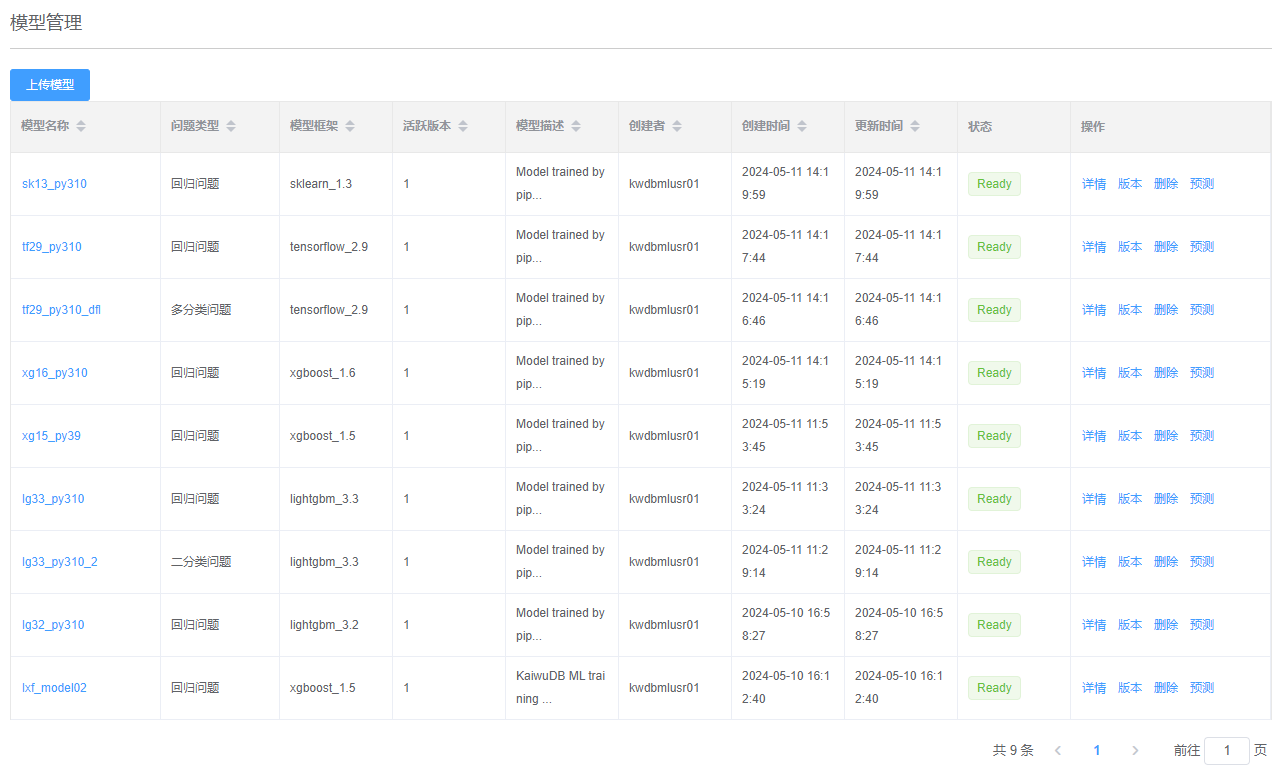 模型管理
上传模型
模型名称 问题类型 模型框架 活跃版本 模型描述 创建者 创建时间 更新时间 状态 操作
sk13_py310 回归问题 sklearn_1.3 1 Model trained by pip... kwdbmlusr01 2024-05-11 14:19:59 2024-05-11 14:19:59 Ready 详情 版本 删除 预测
tf29_py310 回归问题 tensorflow_2.9 1 Model trained by pip... kwdbmlusr01 2024-05-11 14:17:44 2024-05-11 14:17:44 Ready 详情 版本 删除 预测
tf29_py310_dfl 多分类问题 tensorflow_2.9 1 Model trained by pip... kwdbmlusr01 2024-05-11 14:16:46 2024-05-11 14:16:46 Ready 详情 版本 删除 预测
xg16_py310 回归问题 xgboost_1.6 1 Model trained by pip... kwdbmlusr01 2024-05-11 14:15:19 2024-05-11 14:15:19 Ready 详情 版本 删除 预测
xg15_py39 回归问题 xgboost_1.5 1 Model trained by pip... kwdbmlusr01 2024-05-11 11:53:45 2024-05-11 11:53:45 Ready 详情 版本 删除 预测
lg33_py310 回归问题 lightgbm_3.3 1 Model trained by pip... kwdbmlusr01 2024-05-11 11:33:24 2024-05-11 11:33:24 Ready 详情 版本 删除 预测
lg33_py310_2 二分类问题 lightgbm_3.3 1 Model trained by pip... kwdbmlusr01 2024-05-11 11:29:14 2024-05-11 11:29:14 Ready 详情 版本 删除 预测
lg32_py310 回归问题 lightgbm_3.2 1 Model trained by pip... kwdbmlusr01 2024-05-10 16:58:27 2024-05-10 16:58:27 Ready 详情 版本 删除 预测
lxf_model02 回归问题 xgboost_1.5 1 KaiwuDB ML training ... kwdbmlusr01 2024-05-10 16:12:40 2024-05-10 16:12:40 Ready 详情 版本 删除 预测
共 9 条 < 1 > 前往 1 页